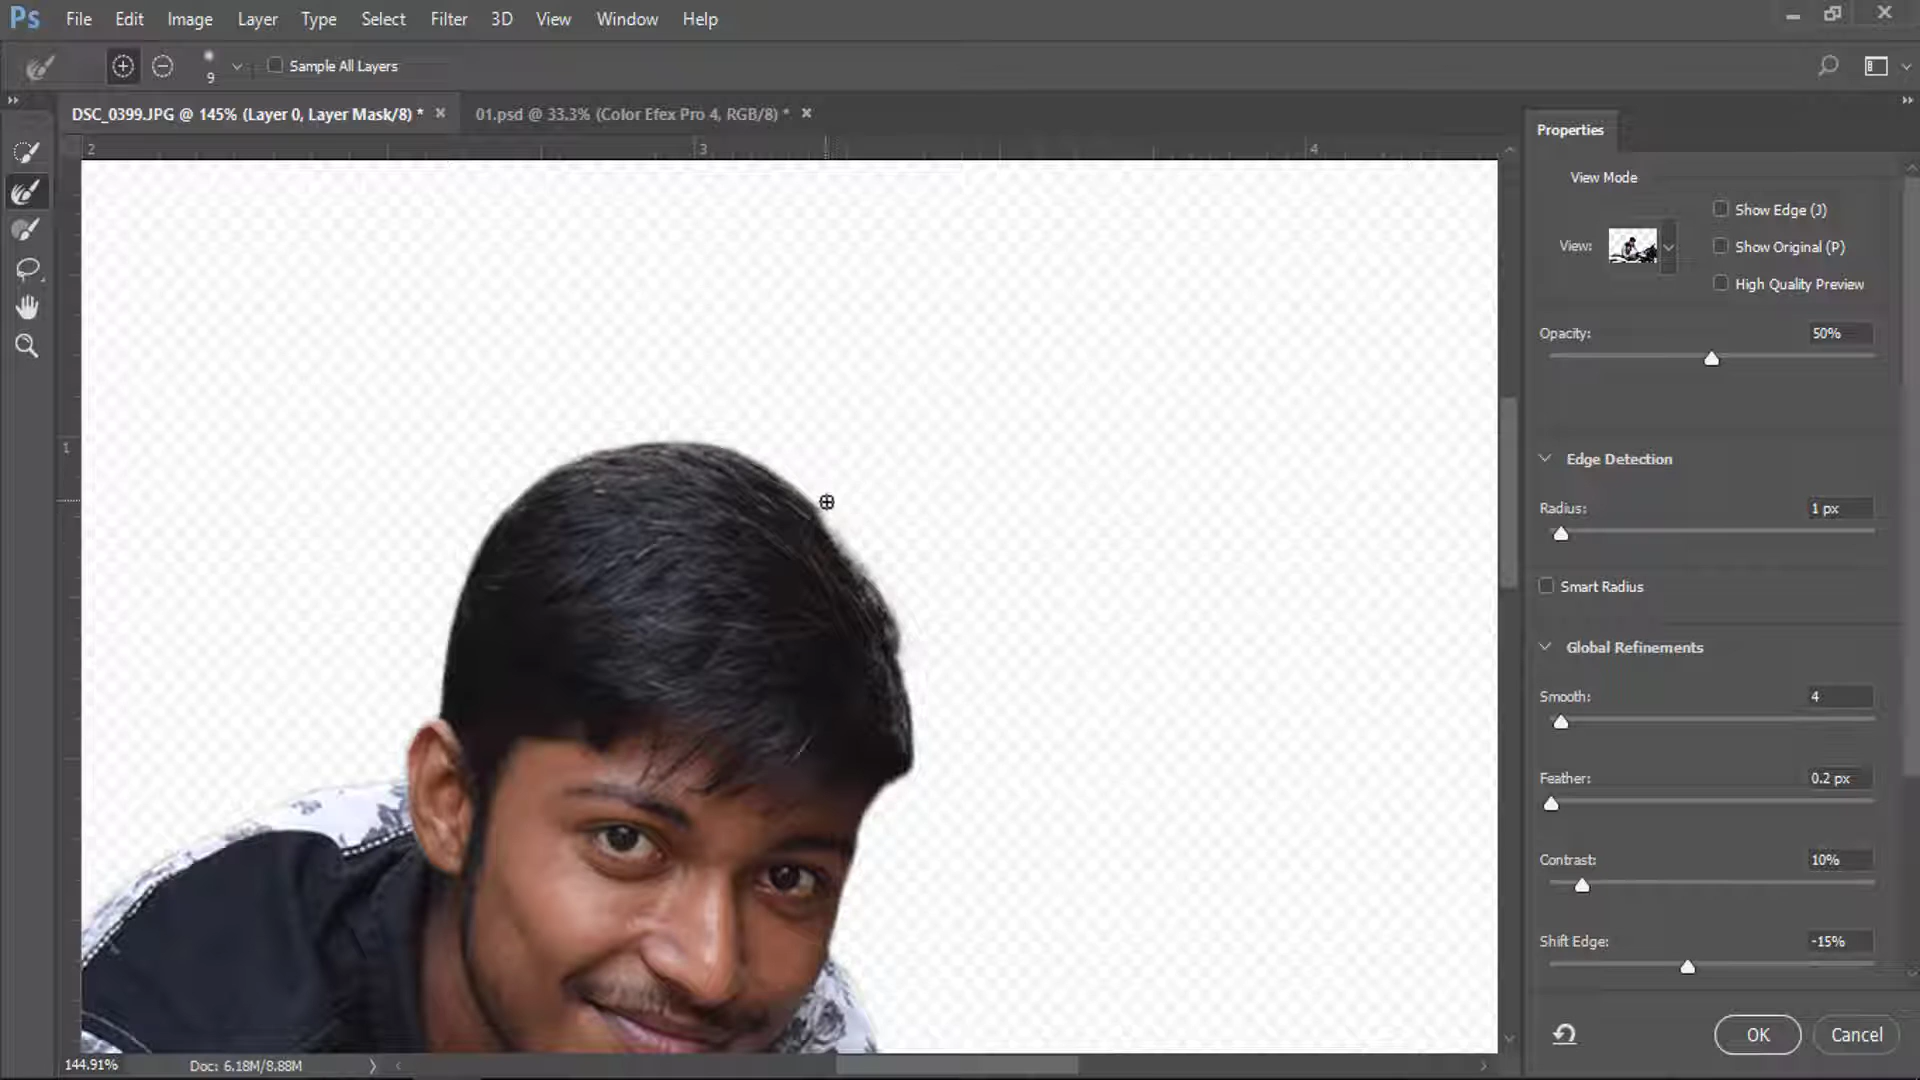 Ps File Edit Image Layer Type Select Filter 3D View Window Help
9 Sample All Layers
DSC_0399.JPG @ 145% (Layer 0, Layer Mask/8) * 01.psd @ 33.3% (Color Efex Pro 4, RGB/8) *
2 3 4
1
Properties
View Mode
Show Edge (J)
View:
Show Original (P)
High Quality Preview
Opacity: 50%
Edge Detection
Radius: 1 px
Smart Radius
Global Refinements
Smooth: 4
Feather: 0.2 px
Contrast: 10%
Shift Edge: -15%
OK Cancel
144.91% Doc: 6.18M/8.88M